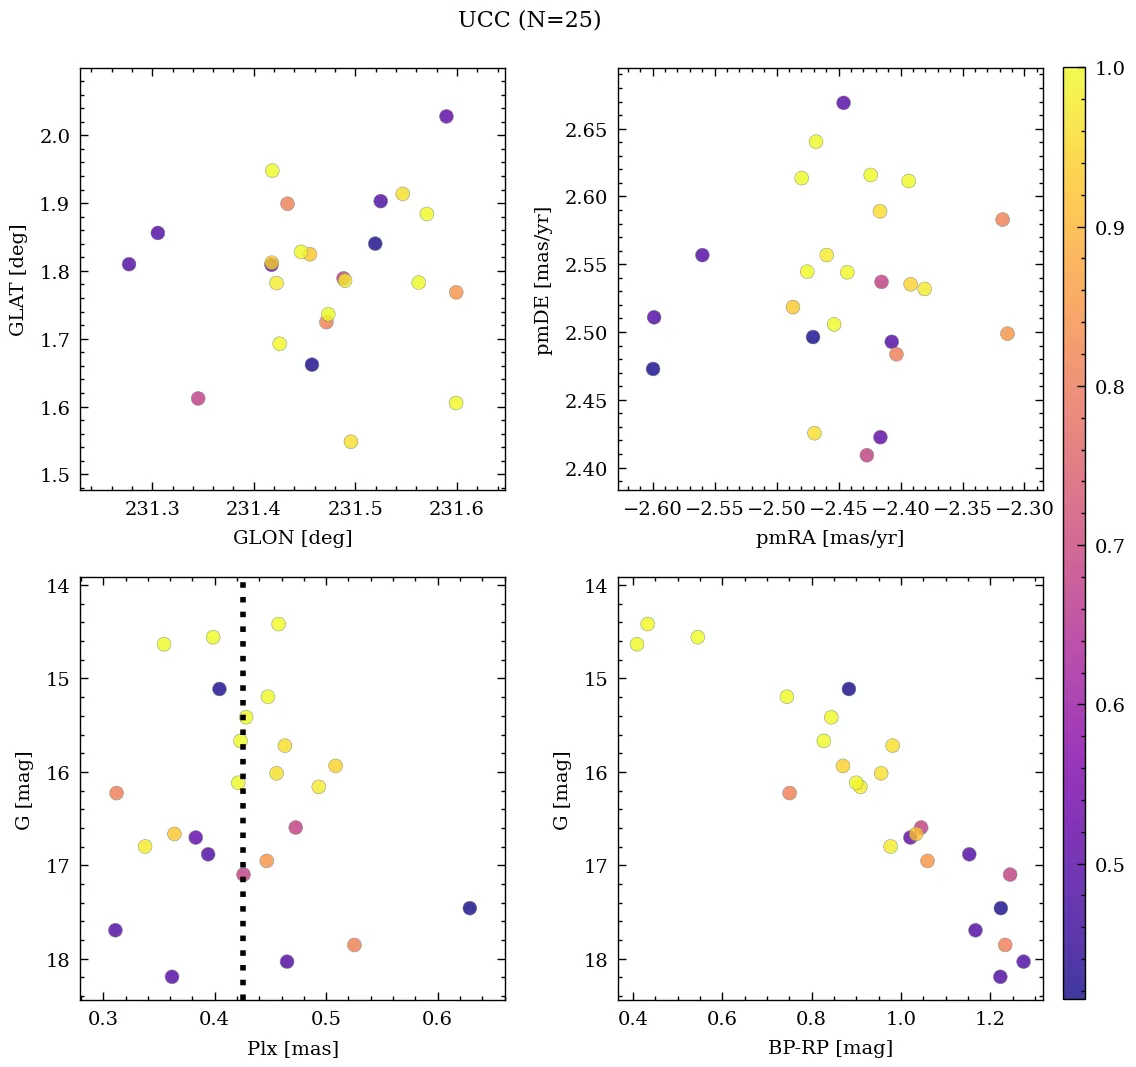 UCC (N=25)
2.0
1.9
1.8
1.7
1.6
1.5
GLAT [deg]
231.3 231.4 231.5 231.6
GLON [deg]
2.65
2.60
2.55
2.50
2.45
2.40
pmDE [mas/yr]
−2.60 −2.55 −2.50 −2.45 −2.40 −2.35 −2.30
pmRA [mas/yr]
14
15
16
17
18
G [mag]
0.3 0.4 0.5 0.6
Plx [mas]
14
15
16
17
18
G [mag]
0.4 0.6 0.8 1.0 1.2
BP-RP [mag]
1.0
0.9
0.8
0.7
0.6
0.5